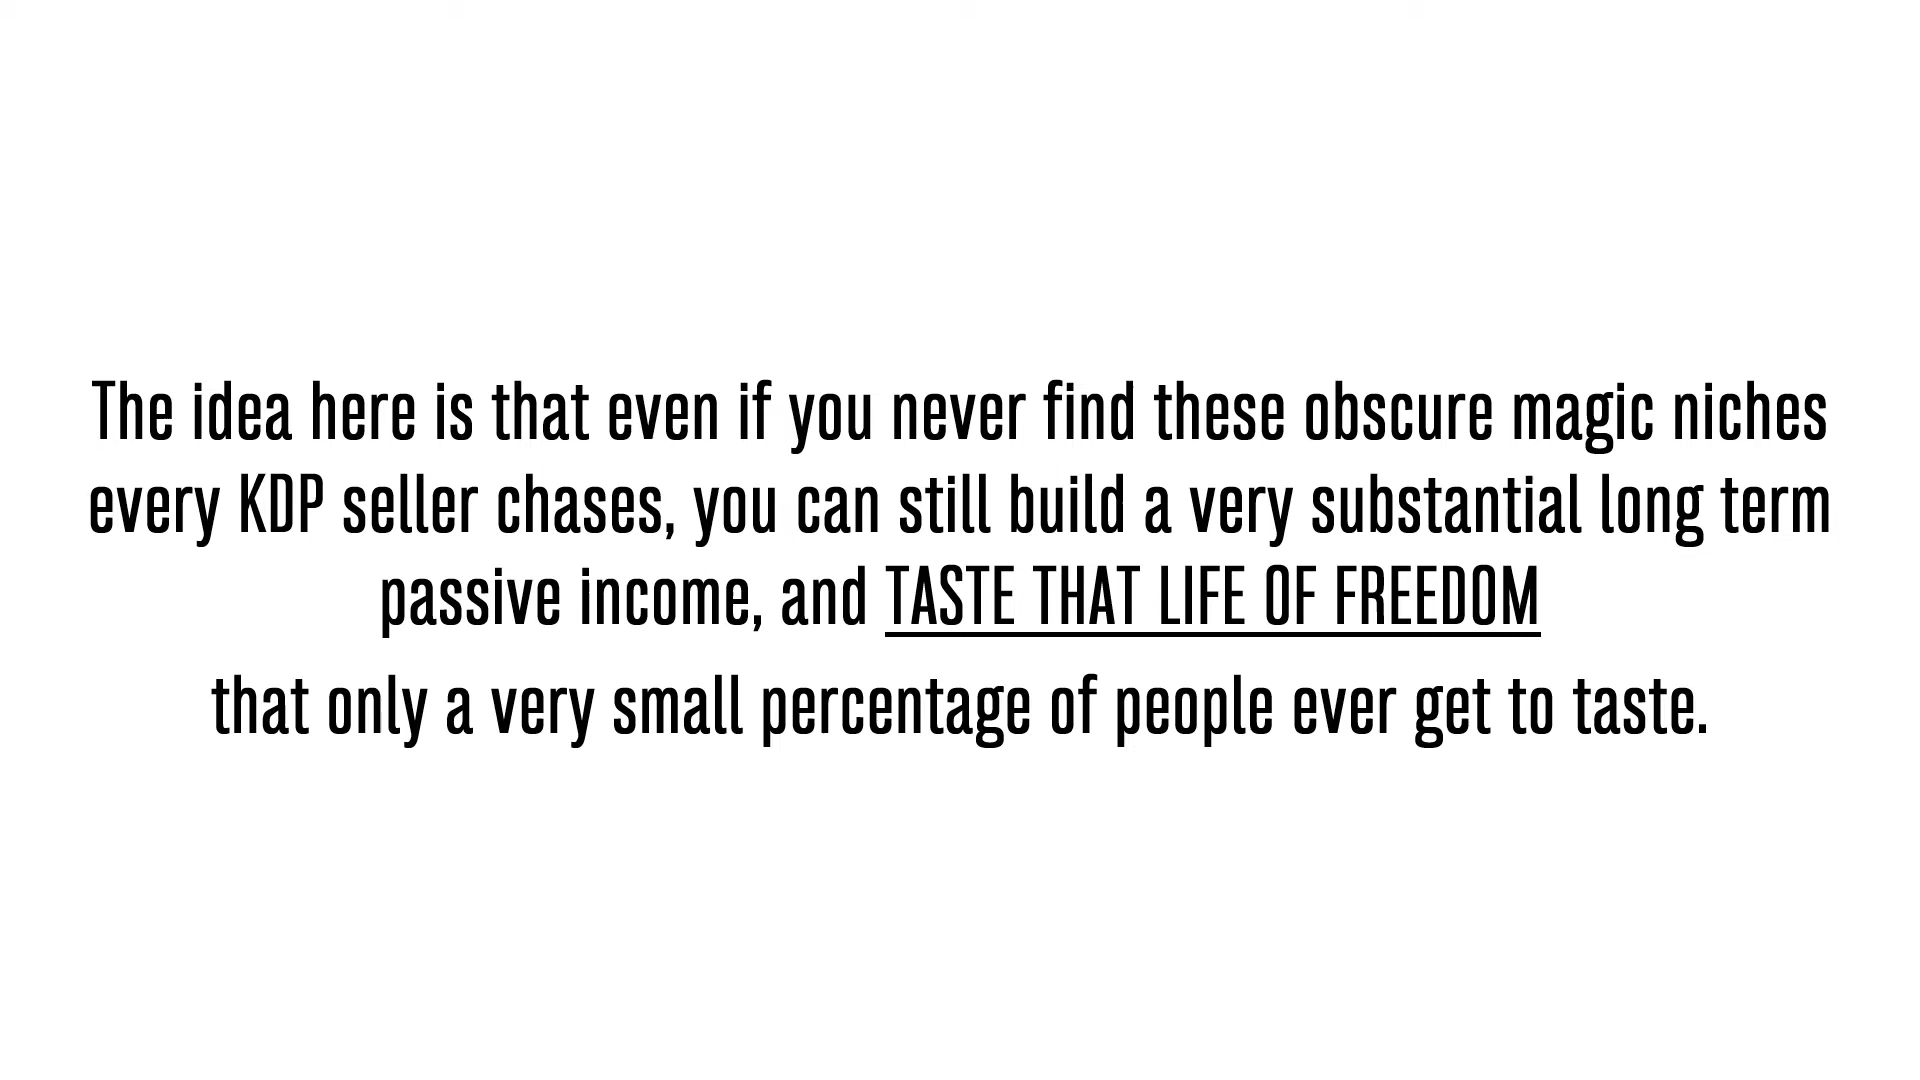 The idea here is that even if you never find these obscure magic niches
every KDP seller chases, you can still build a very substantial long term
passive income, and TASTE THAT LIFE OF FREEDOM
that only a very small percentage of people ever get to taste.